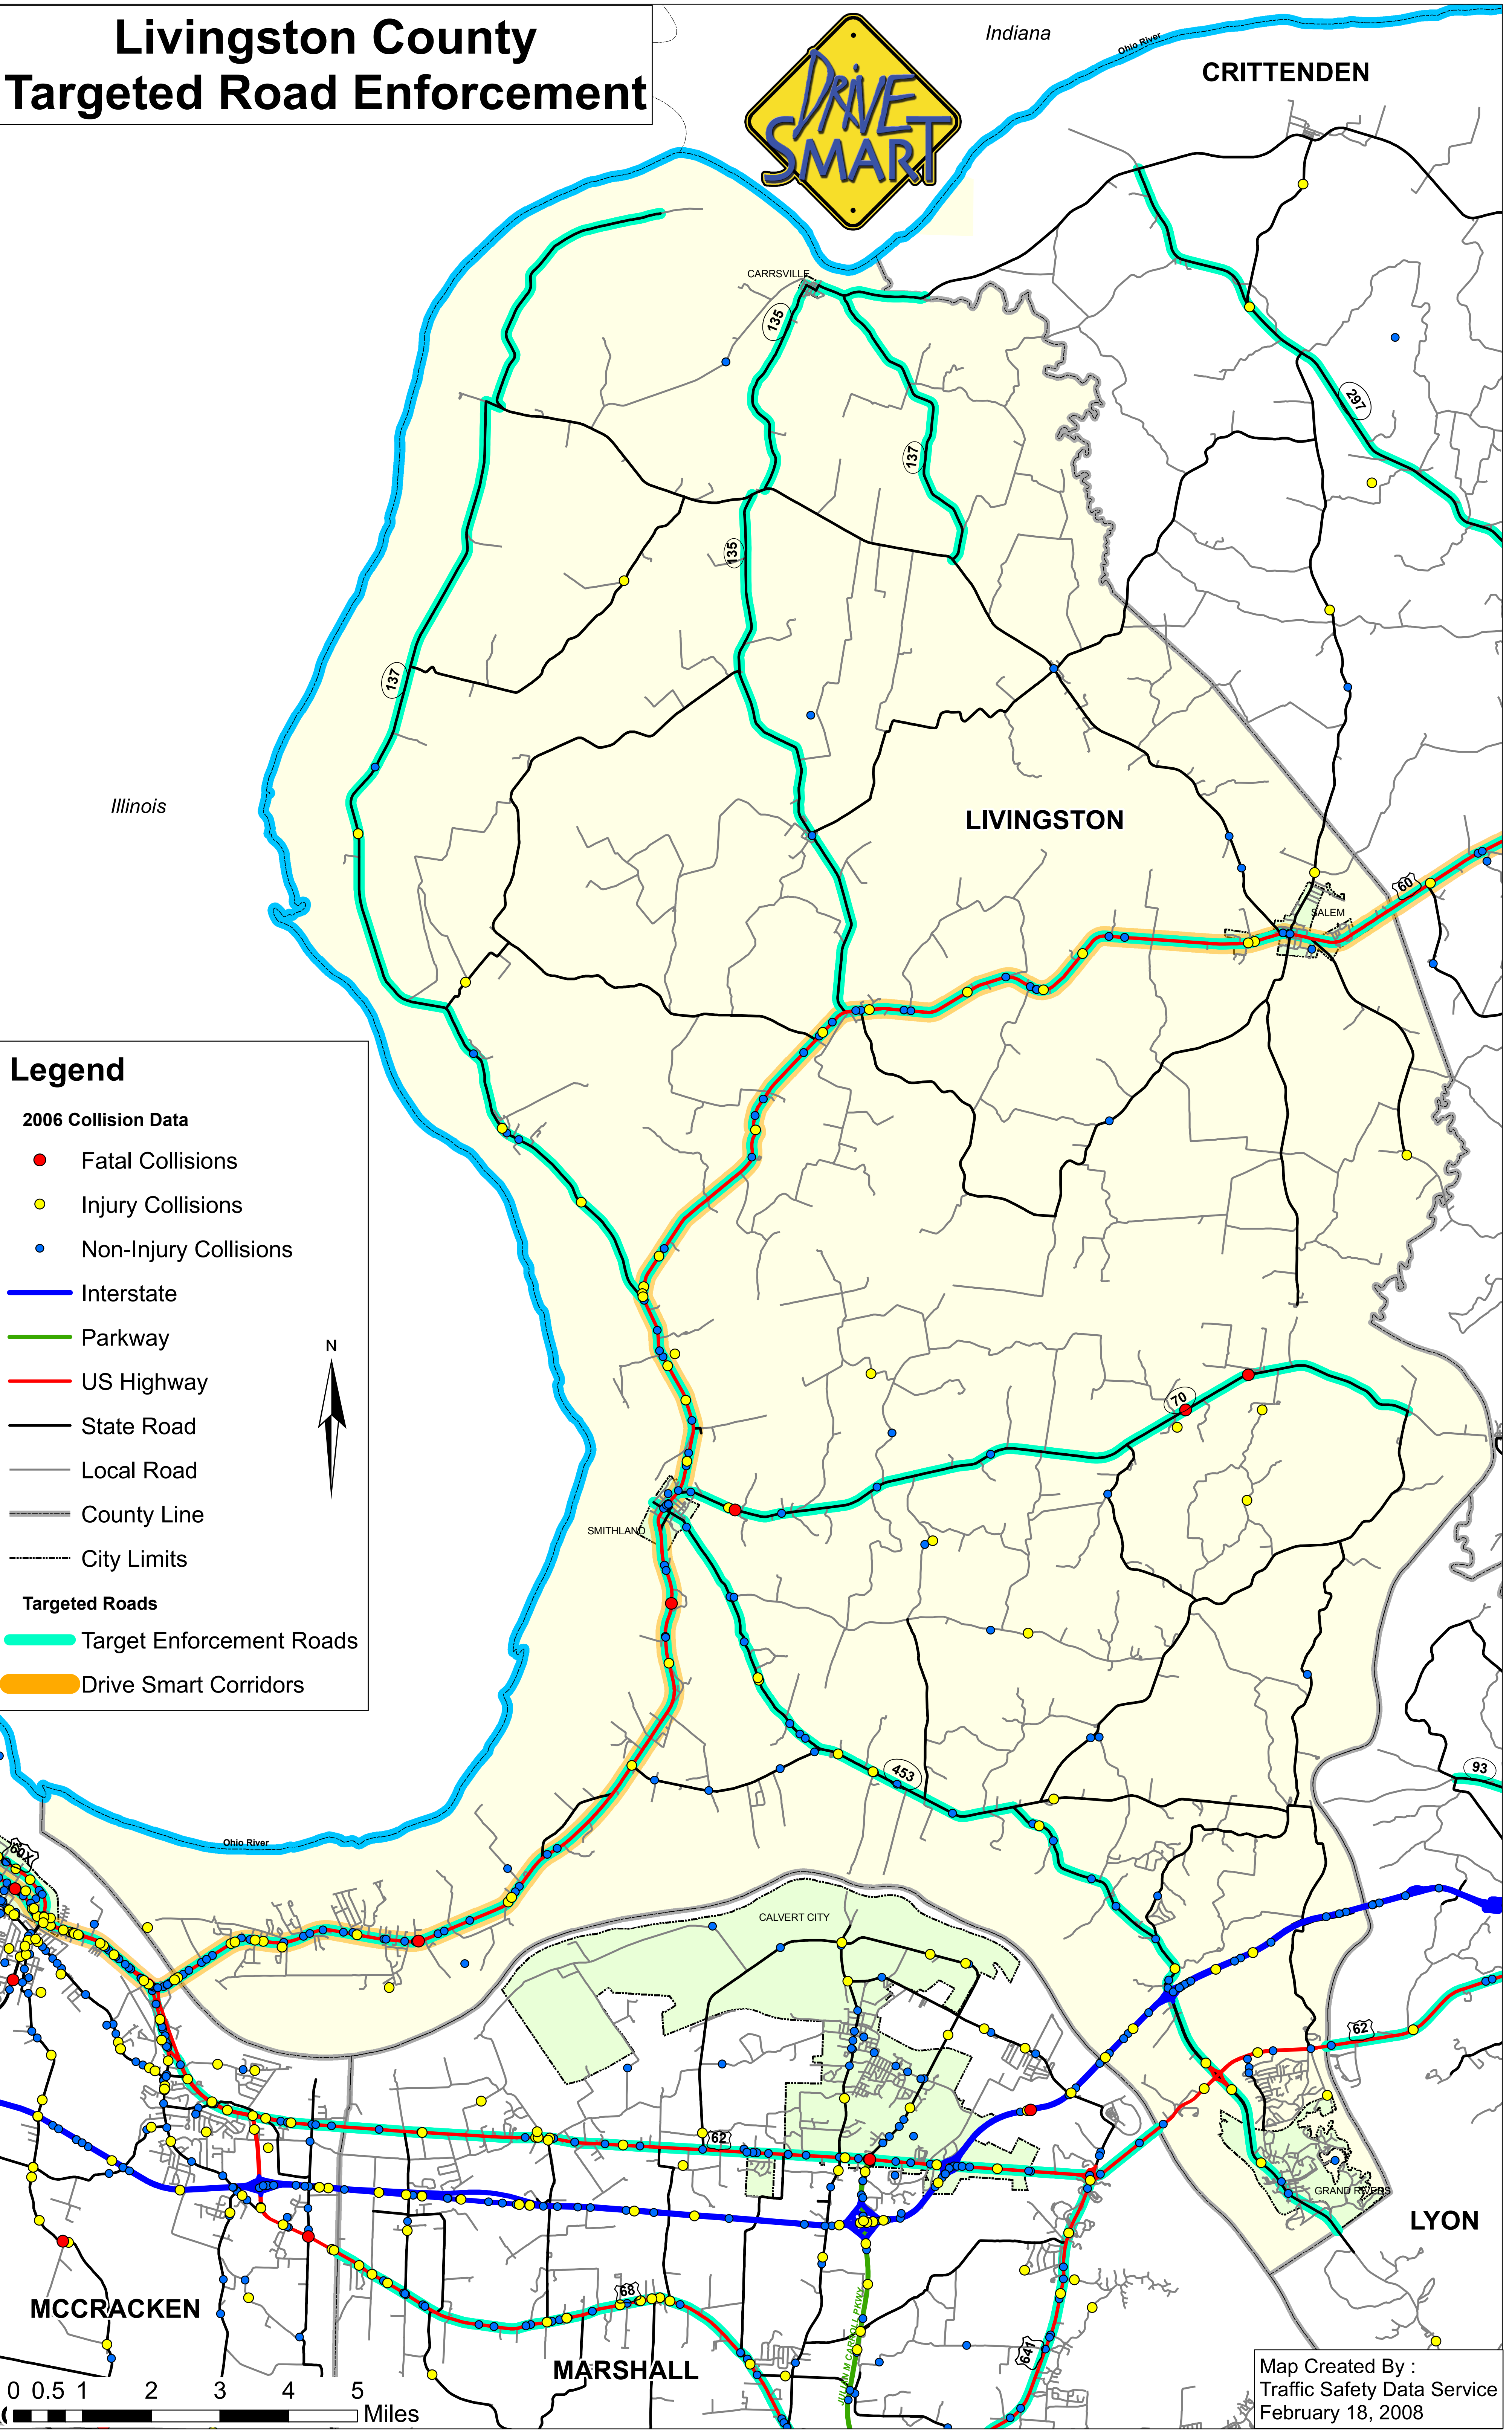 Livingston County
Targeted Road Enforcement
DRIVE
SMART
Indiana
Ohio River
CRITTENDEN
CARRSVILLE
135
137
297
135
137
Illinois
LIVINGSTON
60
SALEM
Legend
2006 Collision Data
Fatal Collisions
Injury Collisions
Non-Injury Collisions
Interstate
Parkway
US Highway
State Road
Local Road
County Line
City Limits
Targeted Roads
Target Enforcement Roads
Drive Smart Corridors
N
70
SMITHLAND
453
93
Ohio River
60X
CALVERT CITY
62
62
GRAND RIVERS
LYON
MCCRACKEN
68
JULIAN M CARROLL PKWY
641
MARSHALL
0 0.5 1 2 3 4 5
Miles
Map Created By :
Traffic Safety Data Service
February 18, 2008